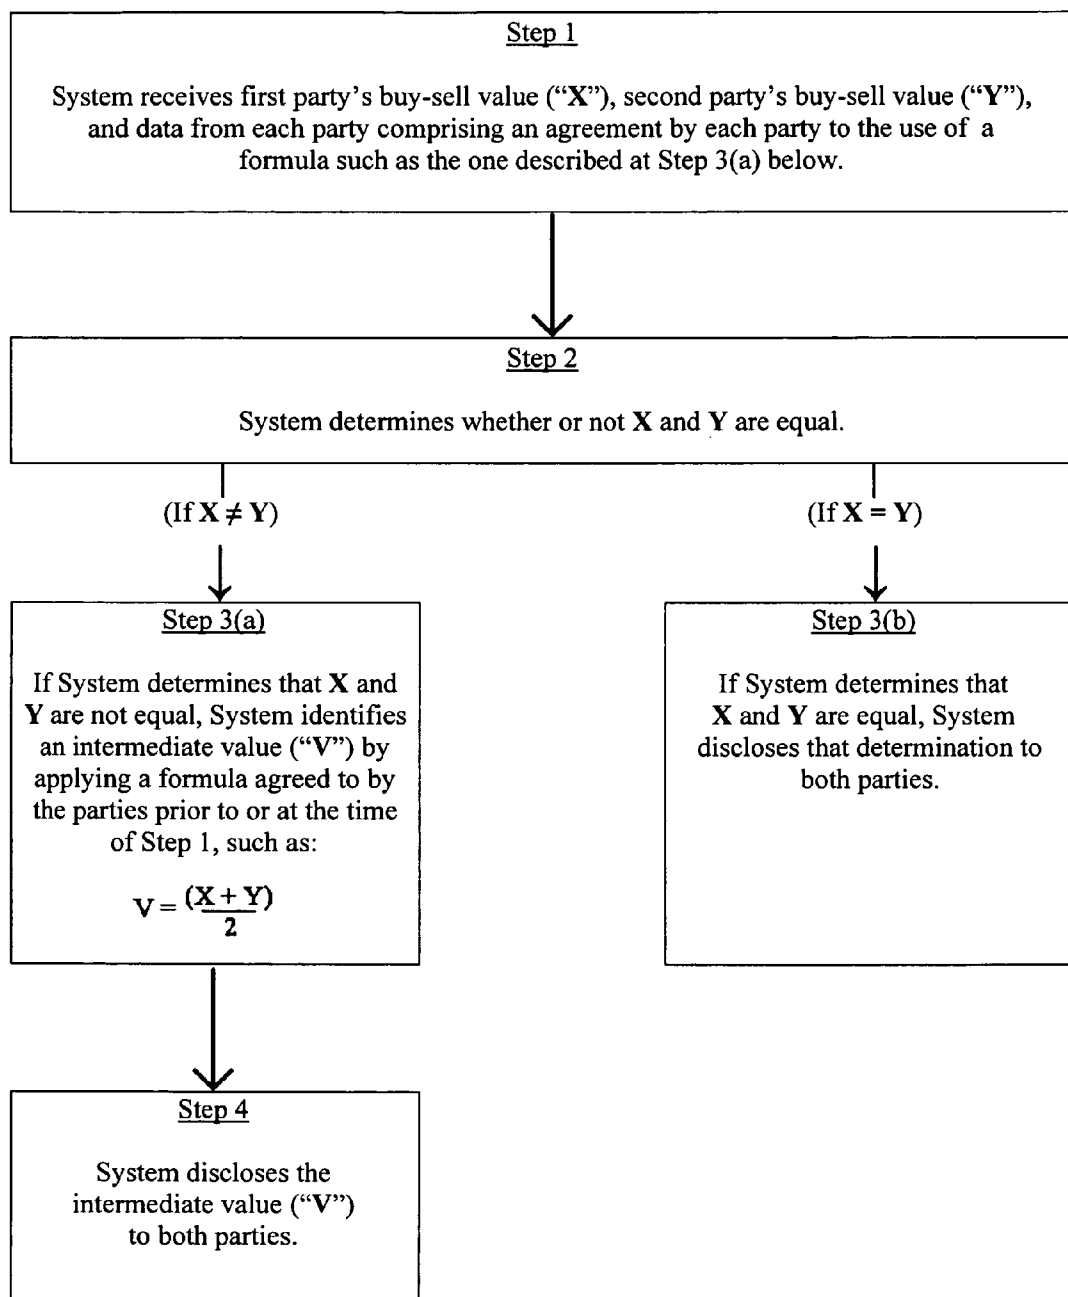 Step 1
System receives first party's buy-sell value (“X”), second party's buy-sell value (“Y”),
and data from each party comprising an agreement by each party to the use of a
formula such as the one described at Step 3(a) below.
Step 2
System determines whether or not X and Y are equal.
(If X ≠ Y)
(If X = Y)
Step 3(a)
If System determines that X and
Y are not equal, System identifies
an intermediate value (“V”) by
applying a formula agreed to by
the parties prior to or at the time
of Step 1, such as:
V = (X + Y)
2
Step 3(b)
If System determines that
X and Y are equal, System
discloses that determination to
both parties.
Step 4
System discloses the
intermediate value (“V”)
to both parties.